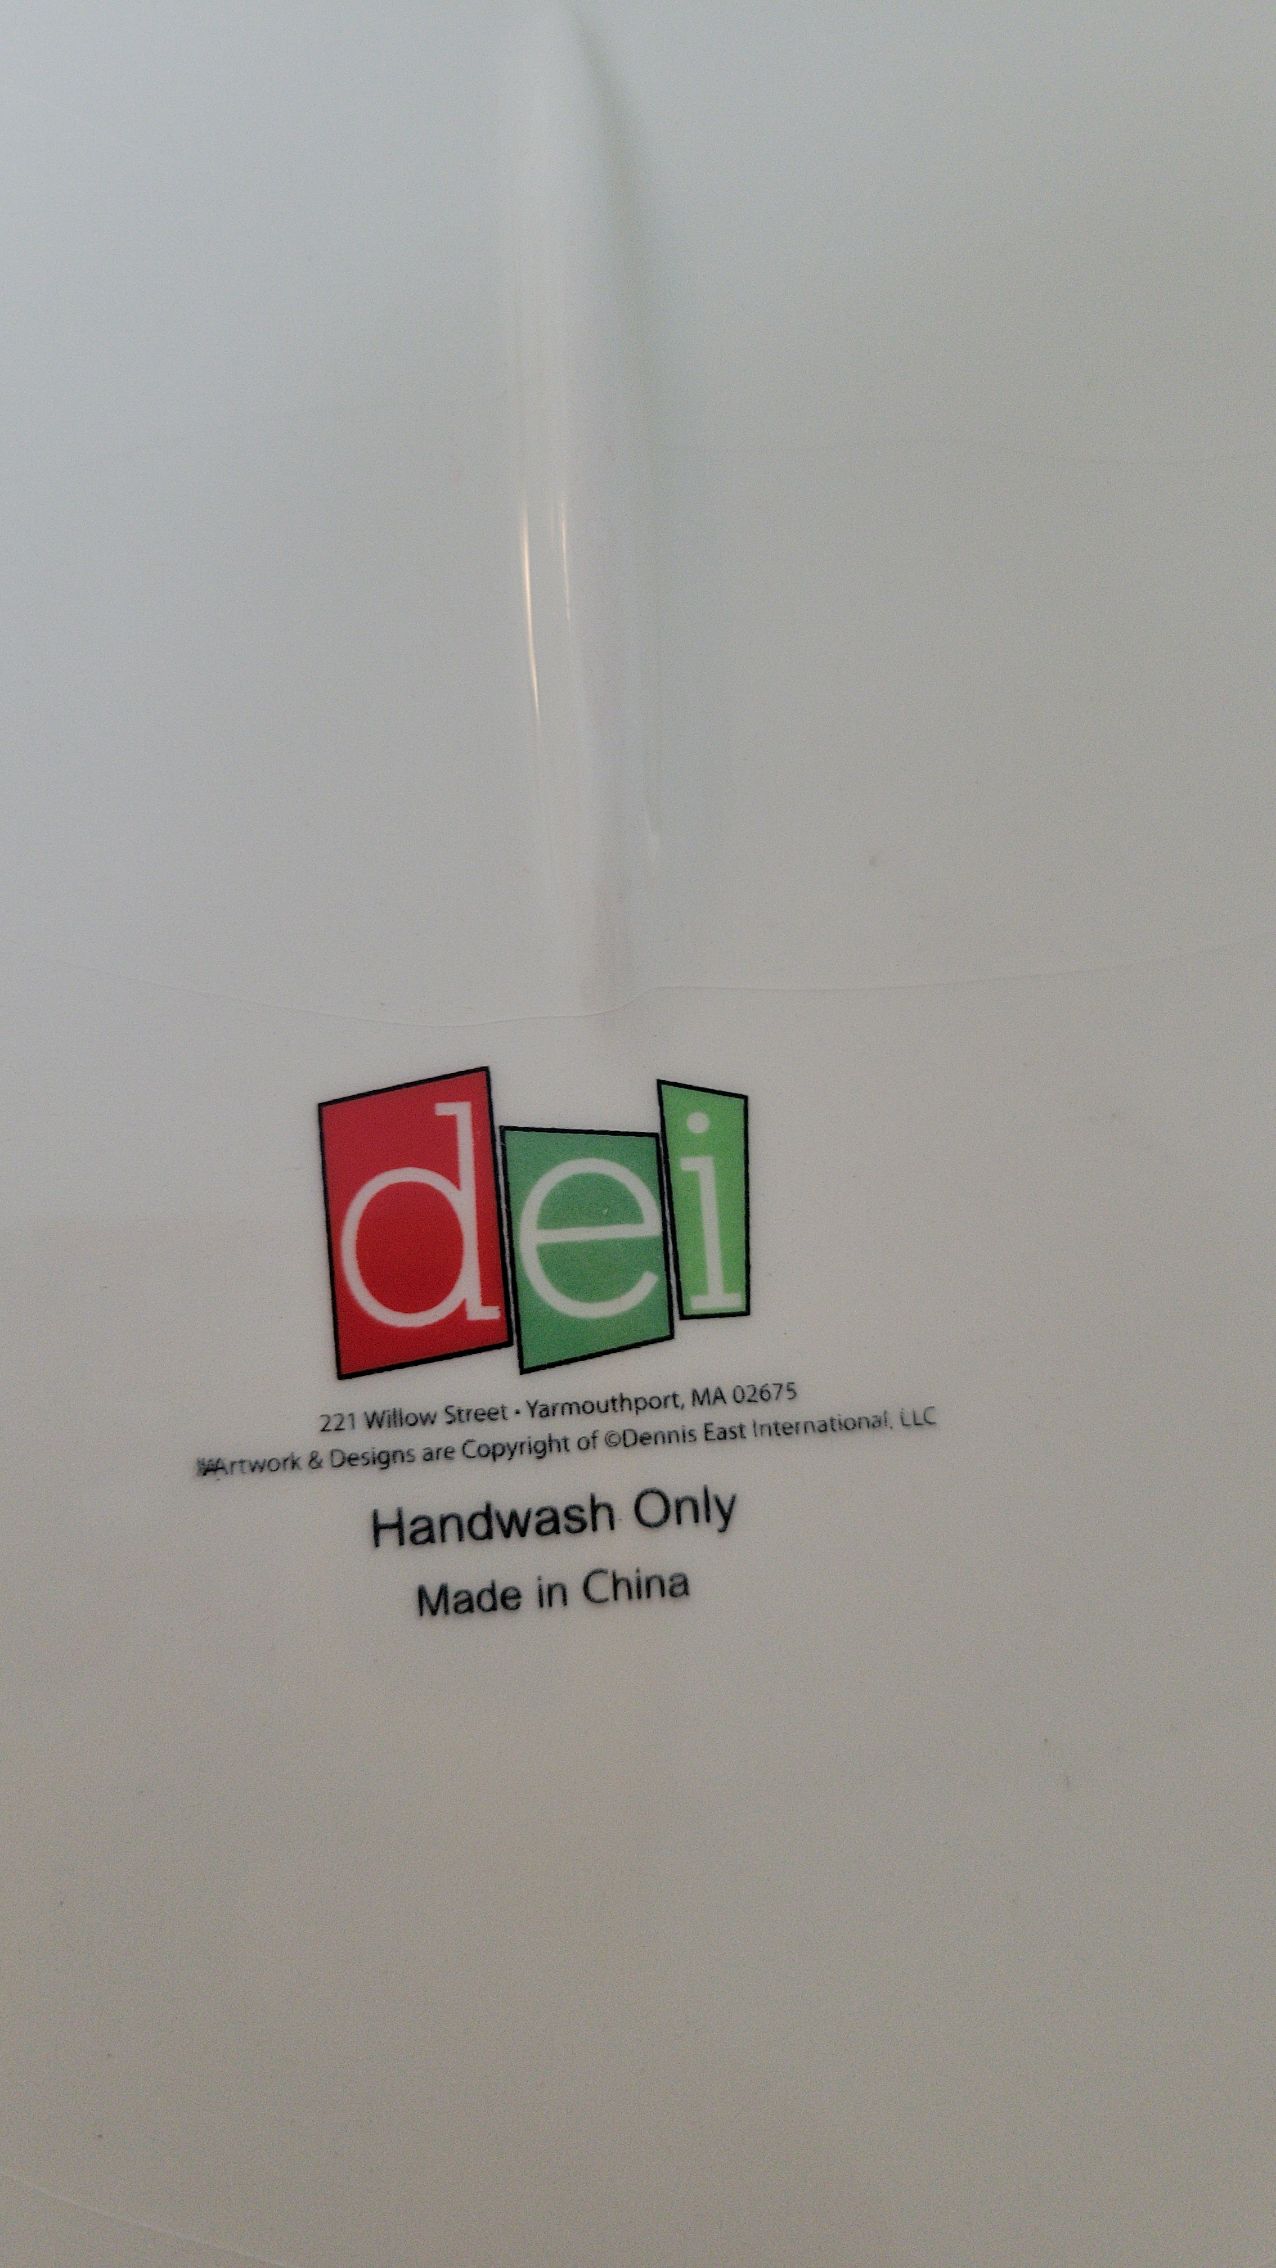 dei
221 Willow Street • Yarmouthport, MA 02675
Artwork & Designs are Copyright of ©Dennis East International, LLC
Handwash Only
Made in China